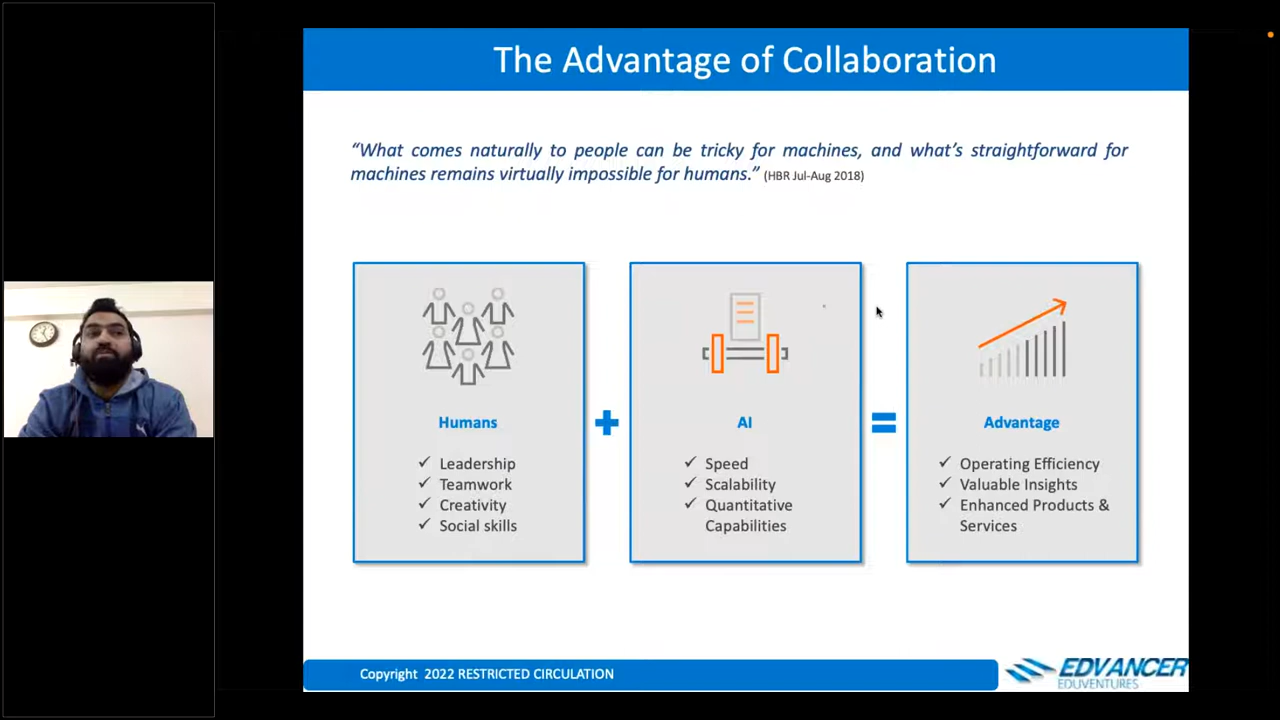 The Advantage of Collaboration
“What comes naturally to people can be tricky for machines, and what’s straightforward for
machines remains virtually impossible for humans.” (HBR Jul-Aug 2018)
Humans
✓ Leadership
✓ Teamwork
✓ Creativity
✓ Social skills
+
AI
✓ Speed
✓ Scalability
✓ Quantitative
Capabilities
=
Advantage
✓ Operating Efficiency
✓ Valuable Insights
✓ Enhanced Products &
Services
Copyright 2022 RESTRICTED CIRCULATION
EDVANCER
EDUVENTURES